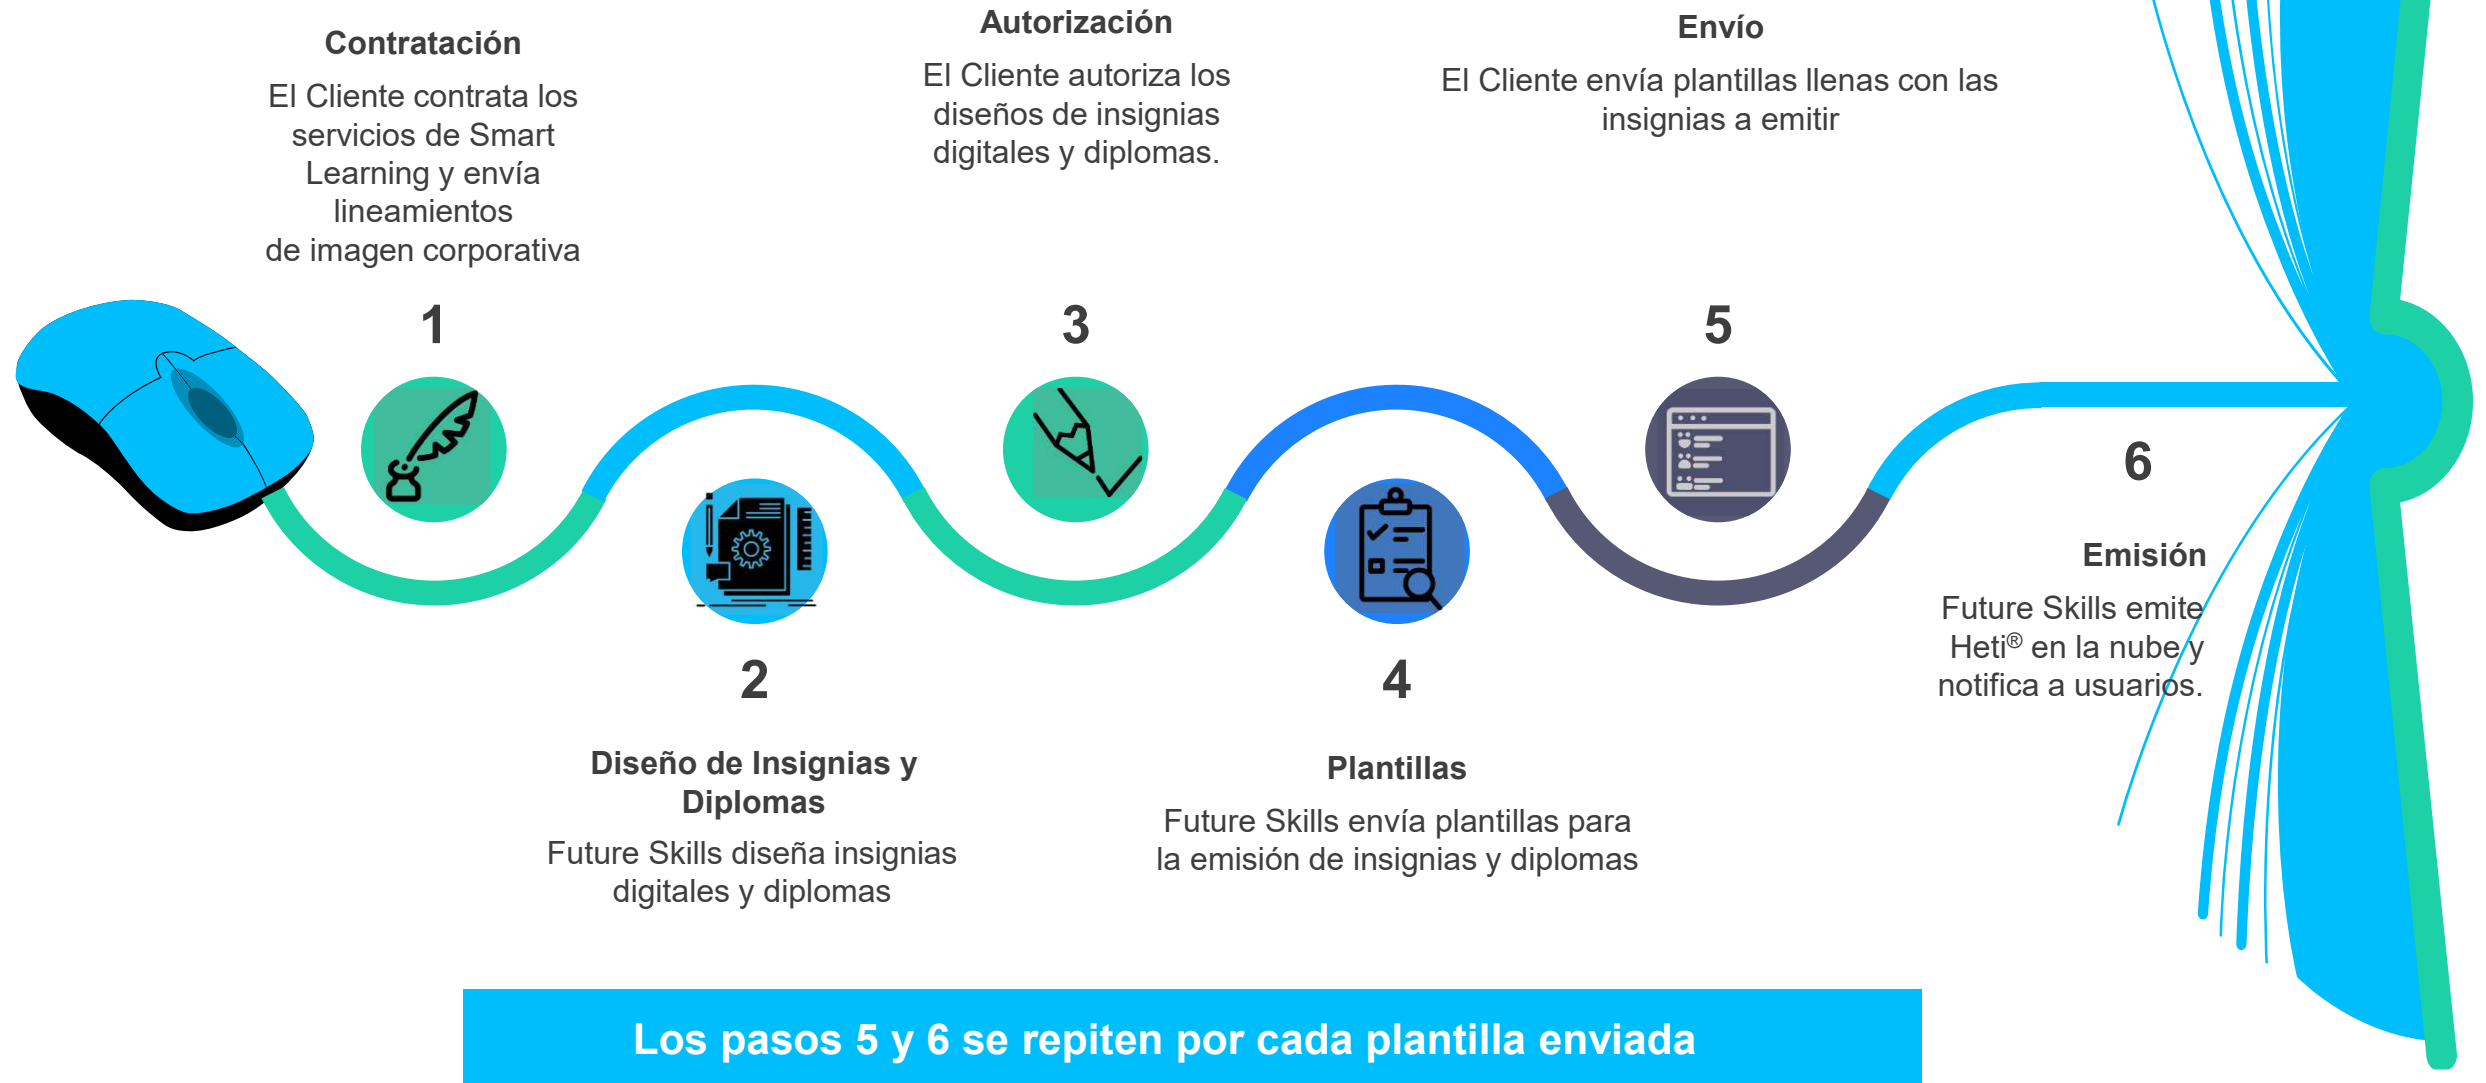 Contratación
El Cliente contrata los
servicios de Smart
Learning y envía
lineamientos
de imagen corporativa
1
2
Diseño de Insignias y
Diplomas
Future Skills diseña insignias
digitales y diplomas
Autorización
El Cliente autoriza los
diseños de insignias
digitales y diplomas.
3
4
Plantillas
Future Skills envía plantillas para
la emisión de insignias y diplomas
Envío
El Cliente envía plantillas llenas con las
insignias a emitir
5
6
Emisión
Future Skills emite
Heti® en la nube y
notifica a usuarios.
Los pasos 5 y 6 se repiten por cada plantilla enviada